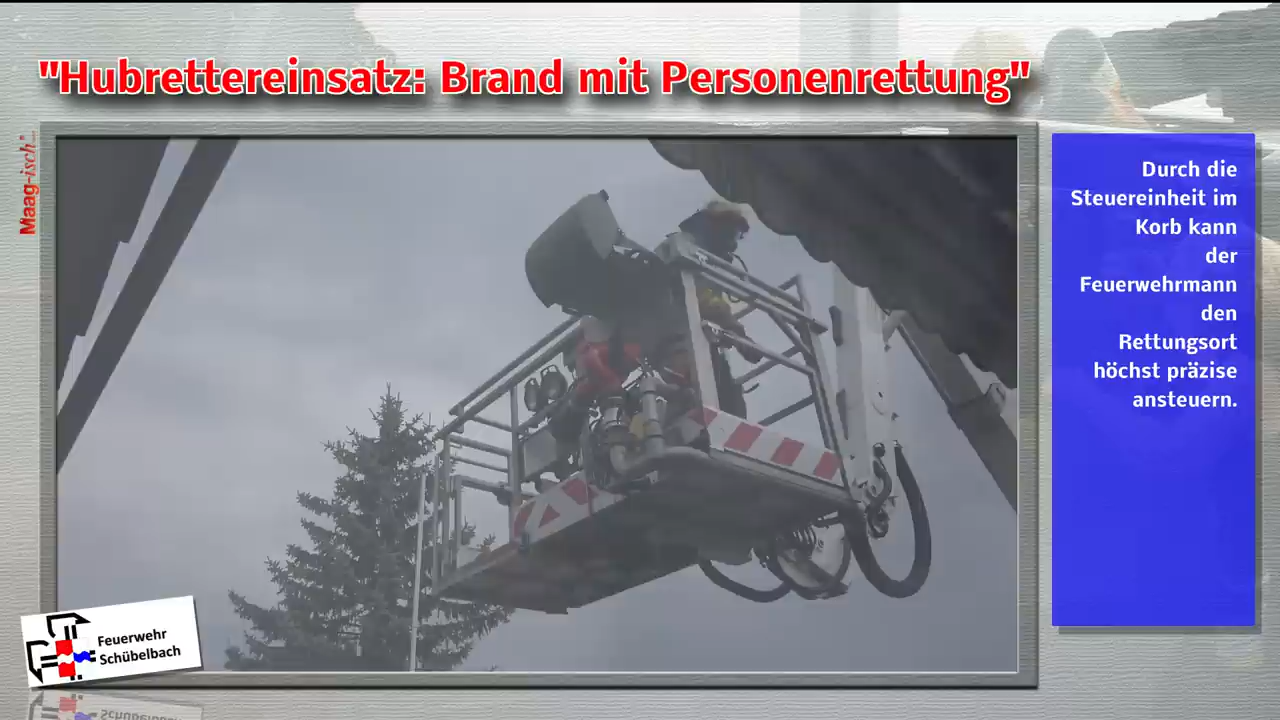 "Hubrettereinsatz: Brand mit Personenrettung"
Maag-isch"...
Durch die
Steuereinheit im
Korb kann
der
Feuerwehrmann
den
Rettungsort
höchst präzise
ansteuern.
Feuerwehr
Schübelbach